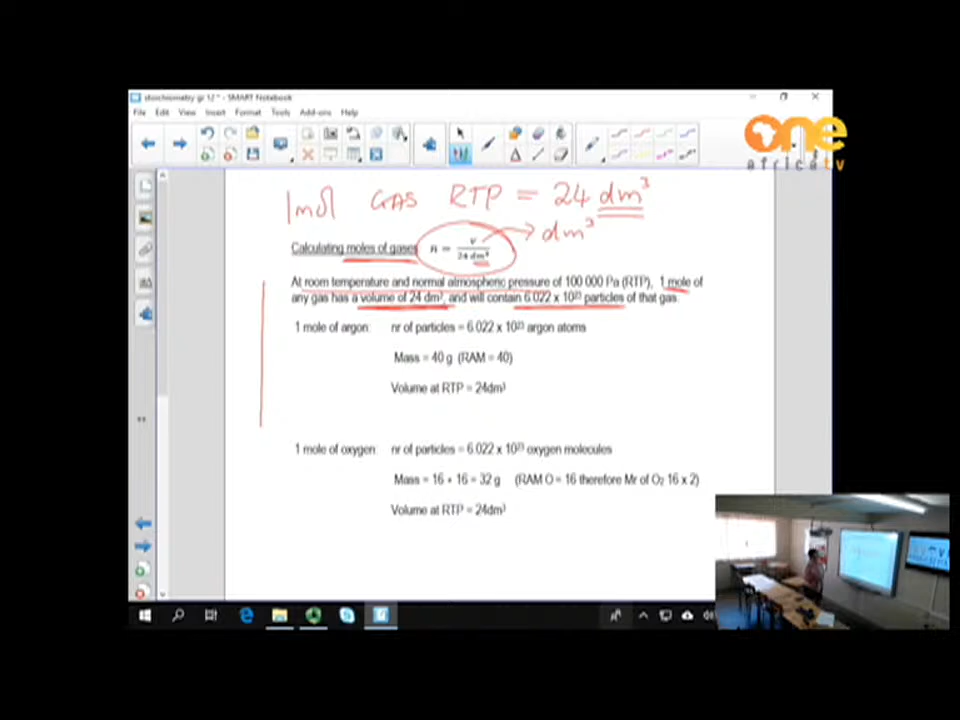 stoichiometry gr 12 * - SMART Notebook
File Edit View Insert Format Tools Add-ons Help
one
africa tv
1mol GAS RTP = 24 dm³
dm³
Calculating moles of gases n = v / 24 dm³
At room temperature and normal atmospheric pressure of 100 000 Pa (RTP), 1 mole of
any gas has a volume of 24 dm³, and will contain 6.022 x 10²³ particles of that gas.
1 mole of argon: nr of particles = 6.022 x 10²³ argon atoms
Mass = 40 g (RAM = 40)
Volume at RTP = 24dm³
1 mole of oxygen: nr of particles = 6.022 x 10²³ oxygen molecules
Mass = 16 + 16 = 32 g (RAM O = 16 therefore Mr of O₂ 16 x 2)
Volume at RTP = 24dm³